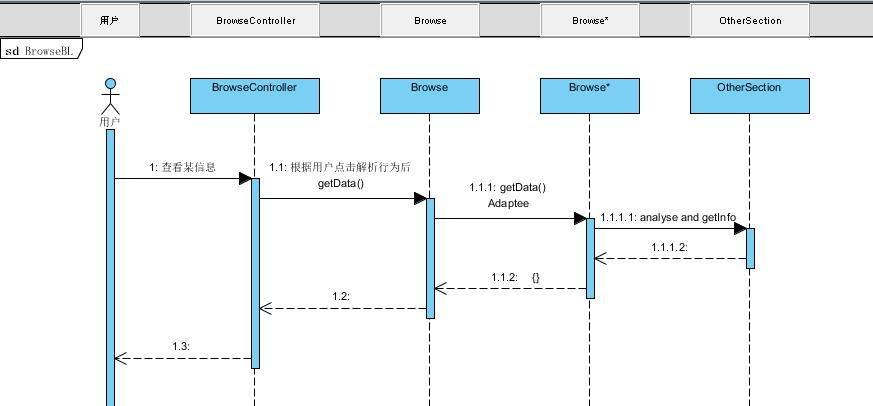 用户
BrowseController
Browse
Browse*
OtherSection
sd BrowseBL
BrowseController
Browse
Browse*
OtherSection
用户
1: 查看某信息
1.1: 根据用户点击解析行为后
getData()
1.1.1: getData()
Adaptee
1.1.1.1: analyse and getInfo
1.1.1.2:
1.1.2: {}
1.2:
1.3: